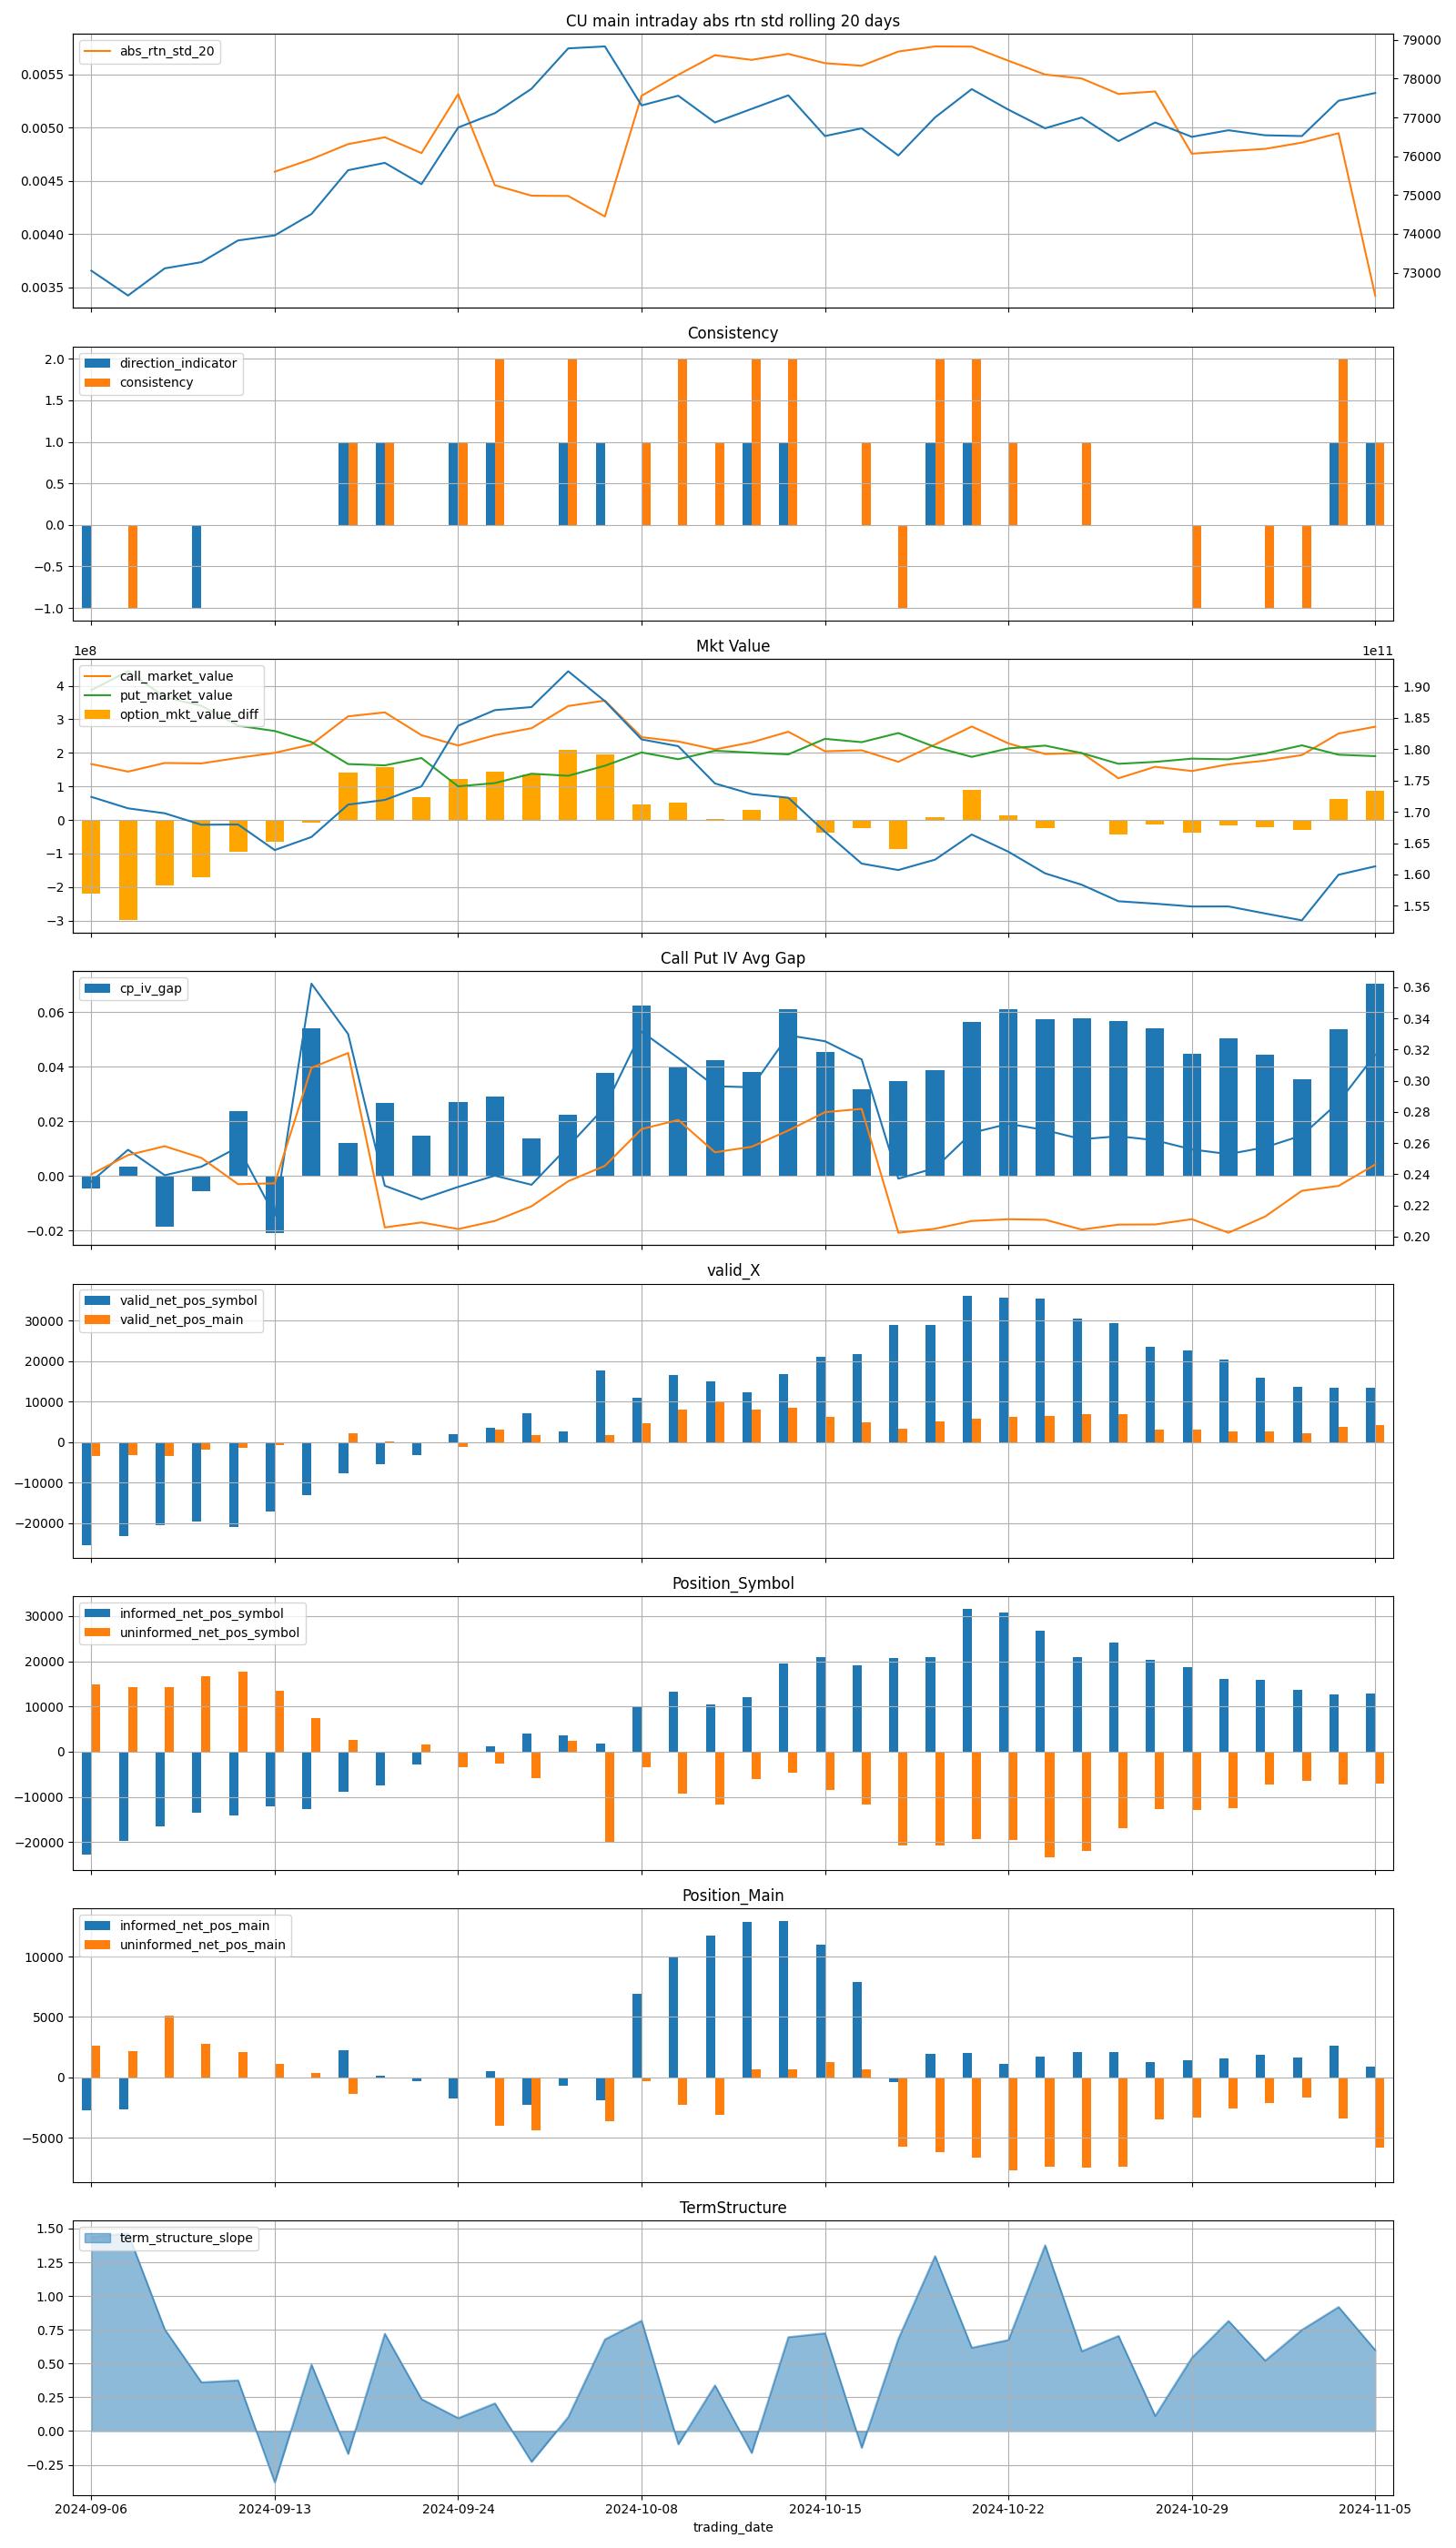 CU main intraday abs rtn std rolling 20 days
abs_rtn_std_20
0.0055
0.0050
0.0045
0.0040
0.0035
79000
78000
77000
76000
75000
74000
73000
Consistency
direction_indicator
consistency
2.0
1.5
1.0
0.5
0.0
−0.5
−1.0
Mkt Value
1e8
1e11
call_market_value
put_market_value
option_mkt_value_diff
4
3
2
1
0
−1
−2
−3
1.90
1.85
1.80
1.75
1.70
1.65
1.60
1.55
Call Put IV Avg Gap
cp_iv_gap
0.06
0.04
0.02
0.00
−0.02
0.36
0.34
0.32
0.30
0.28
0.26
0.24
0.22
0.20
valid_X
valid_net_pos_symbol
valid_net_pos_main
30000
20000
10000
0
−10000
−20000
Position_Symbol
informed_net_pos_symbol
uninformed_net_pos_symbol
30000
20000
10000
0
−10000
−20000
Position_Main
informed_net_pos_main
uninformed_net_pos_main
10000
5000
0
−5000
TermStructure
term_structure_slope
1.50
1.25
1.00
0.75
0.50
0.25
0.00
−0.25
2024-09-06 2024-09-13 2024-09-24 2024-10-08 2024-10-15 2024-10-22 2024-10-29 2024-11-05
trading_date